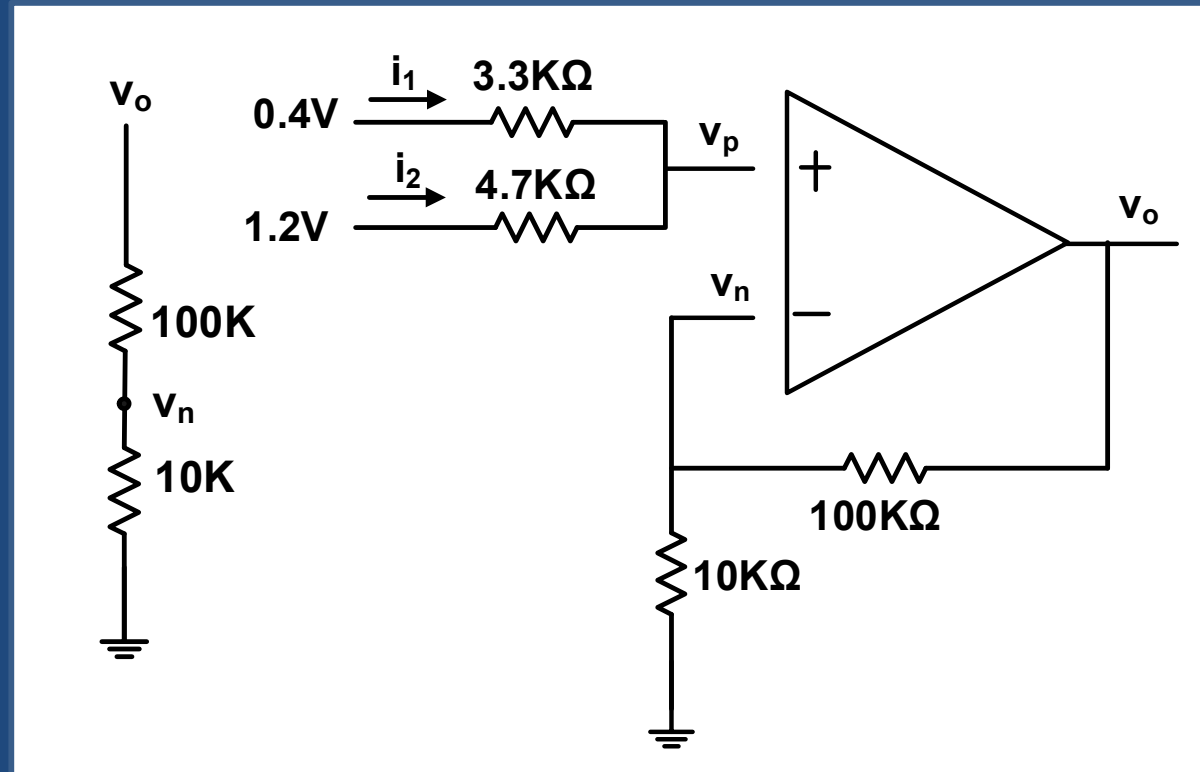 vo
100K
vn
10K
i1
3.3KΩ
0.4V
i2
4.7KΩ
1.2V
vp
+
vn
−
vo
100KΩ
10KΩ